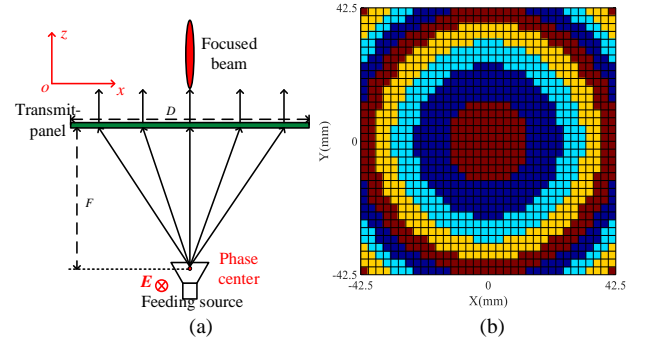 z
o
x
Focused
beam
Transmit-
panel
D
F
Phase
center
E
Feeding source
(a)
42.5
Y(mm)
0
-42.5
-42.5
0
42.5
X(mm)
(b)